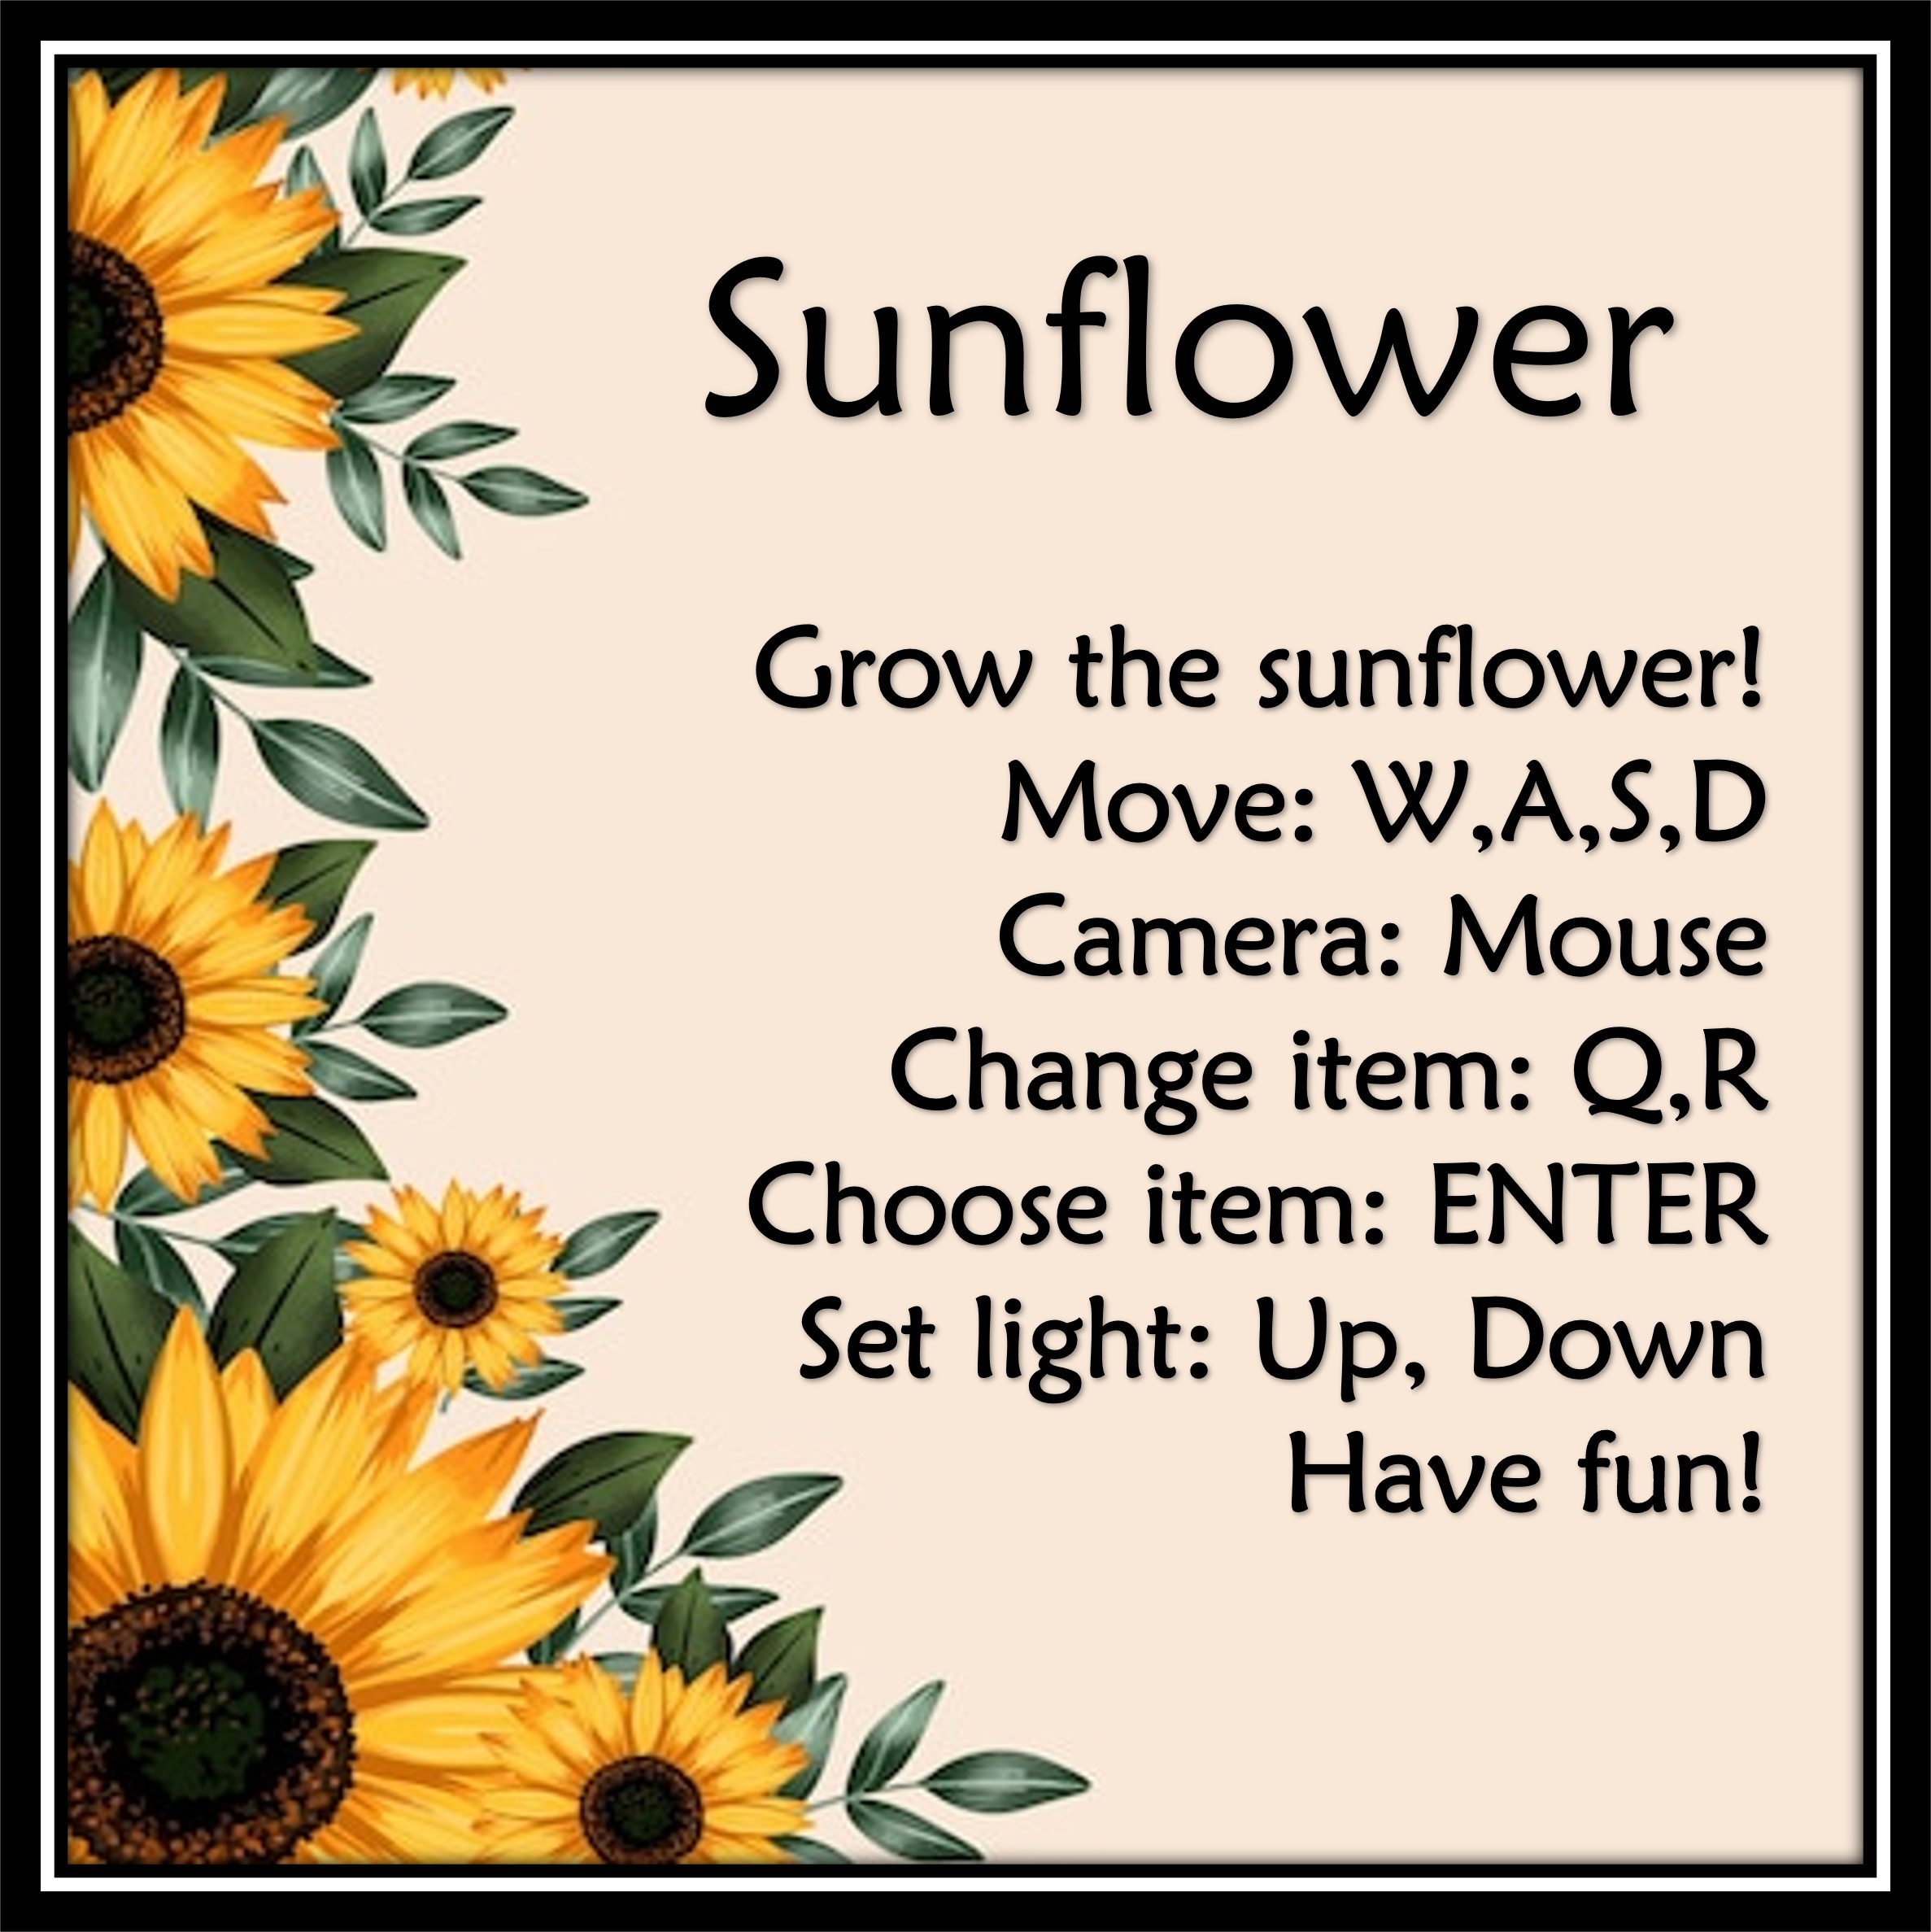 Sunflower
Grow the sunflower!
Move: W,A,S,D
Camera: Mouse
Change item: Q,R
Choose item: ENTER
Set light: Up, Down
Have fun!